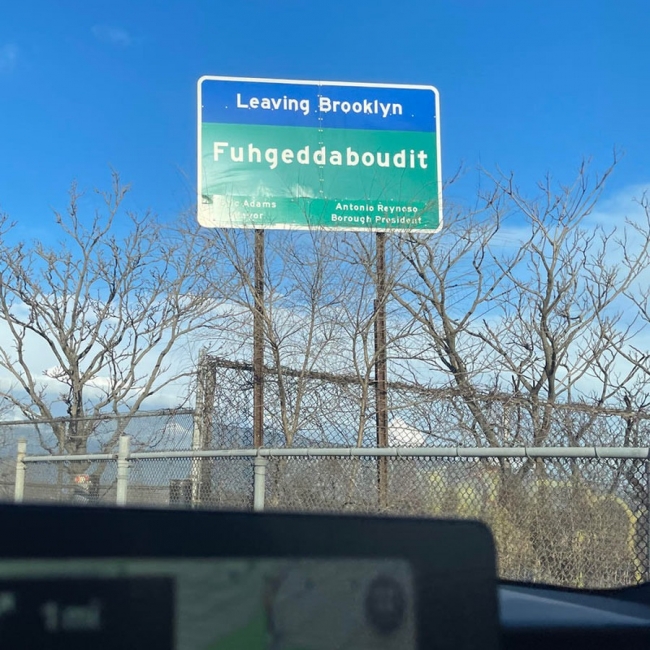 Leaving Brooklyn
Fuhgeddaboudit
Adams
Antonio Reynoso
Borough President
1 mi